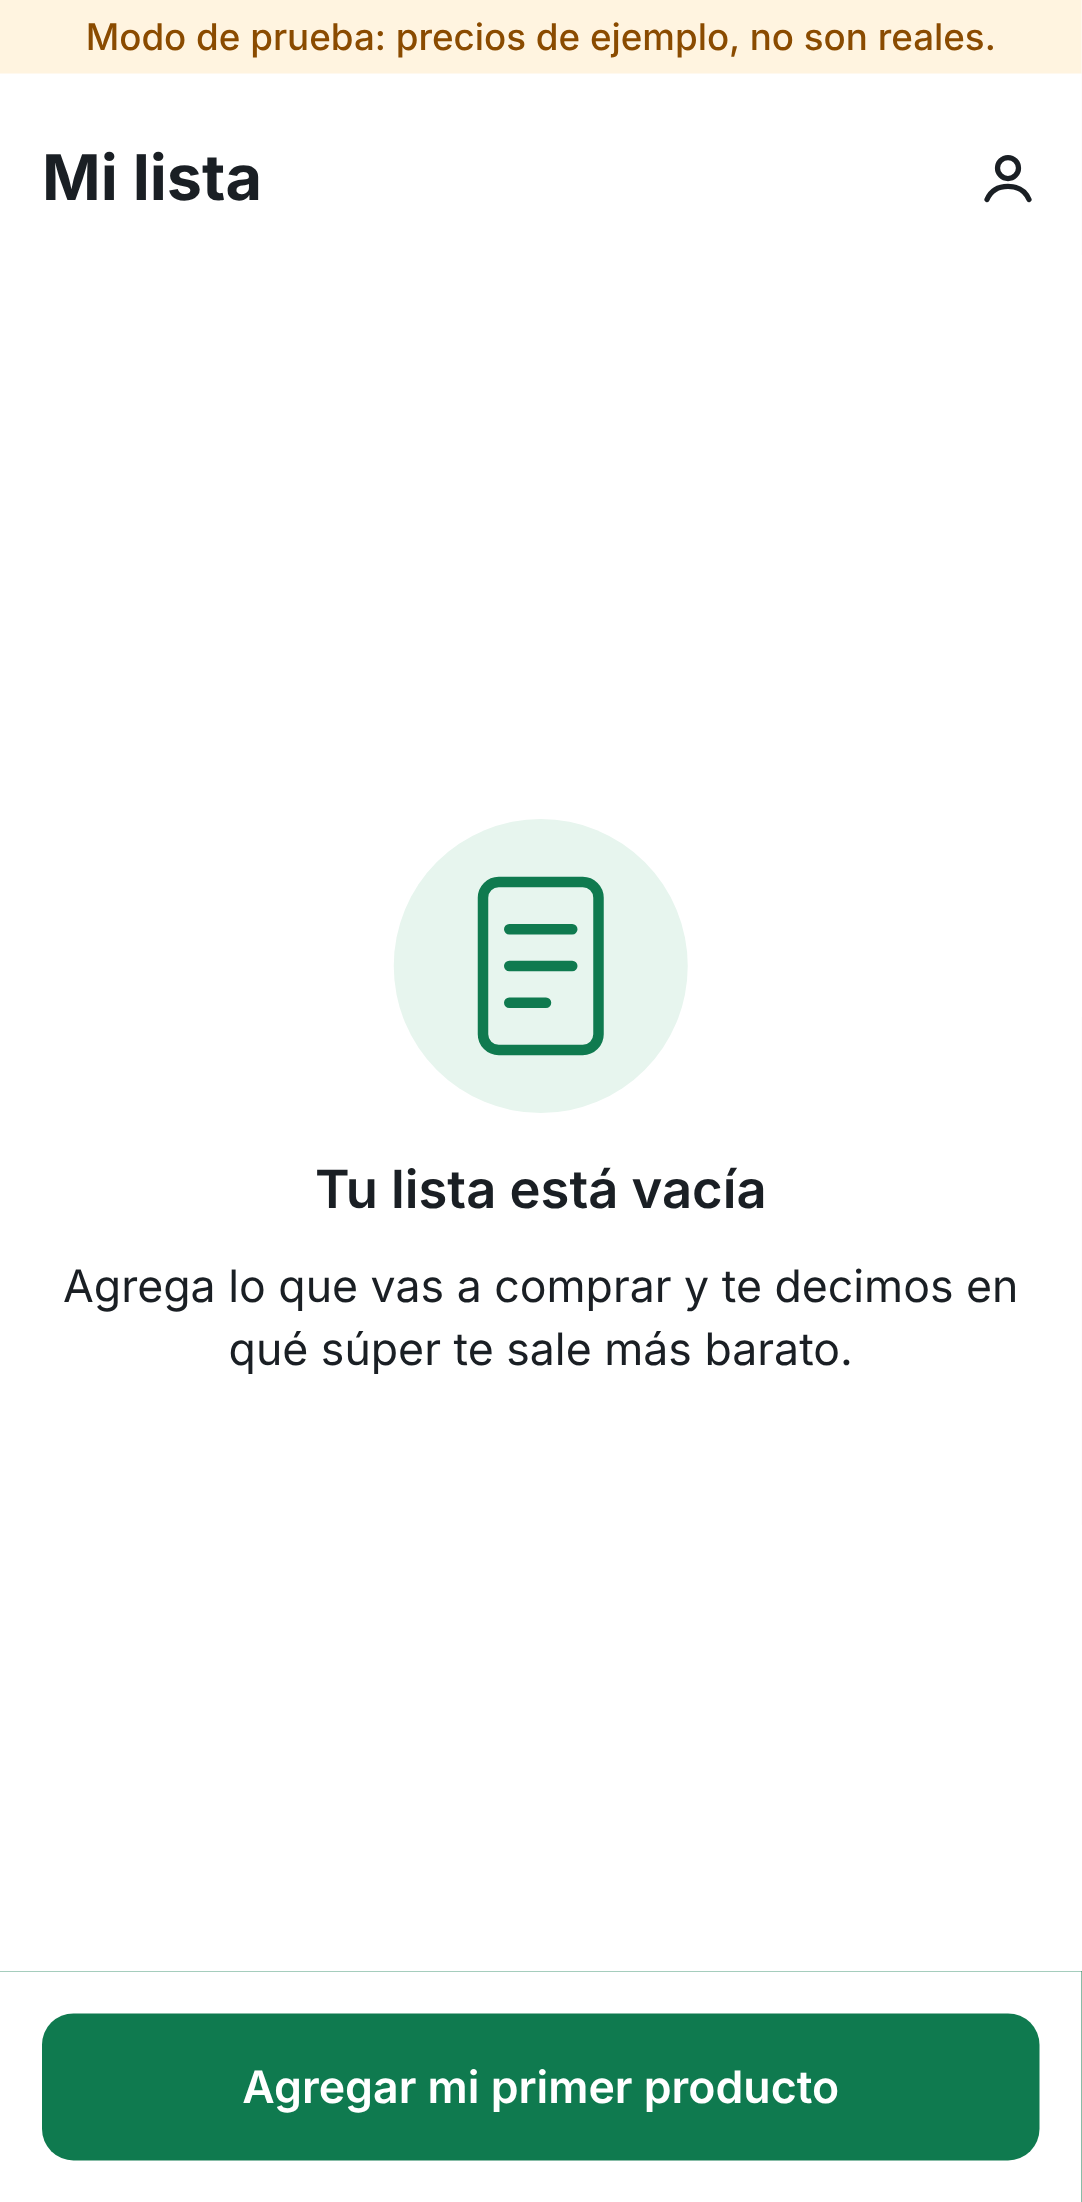 Modo de prueba: precios de ejemplo, no son reales.
Mi lista
Tu lista está vacía
Agrega lo que vas a comprar y te decimos en
qué súper te sale más barato.
Agregar mi primer producto